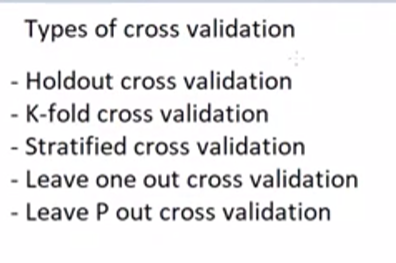 Types of cross validation
- Holdout cross validation
- K-fold cross validation
- Stratified cross validation
- Leave one out cross validation
- Leave P out cross validation